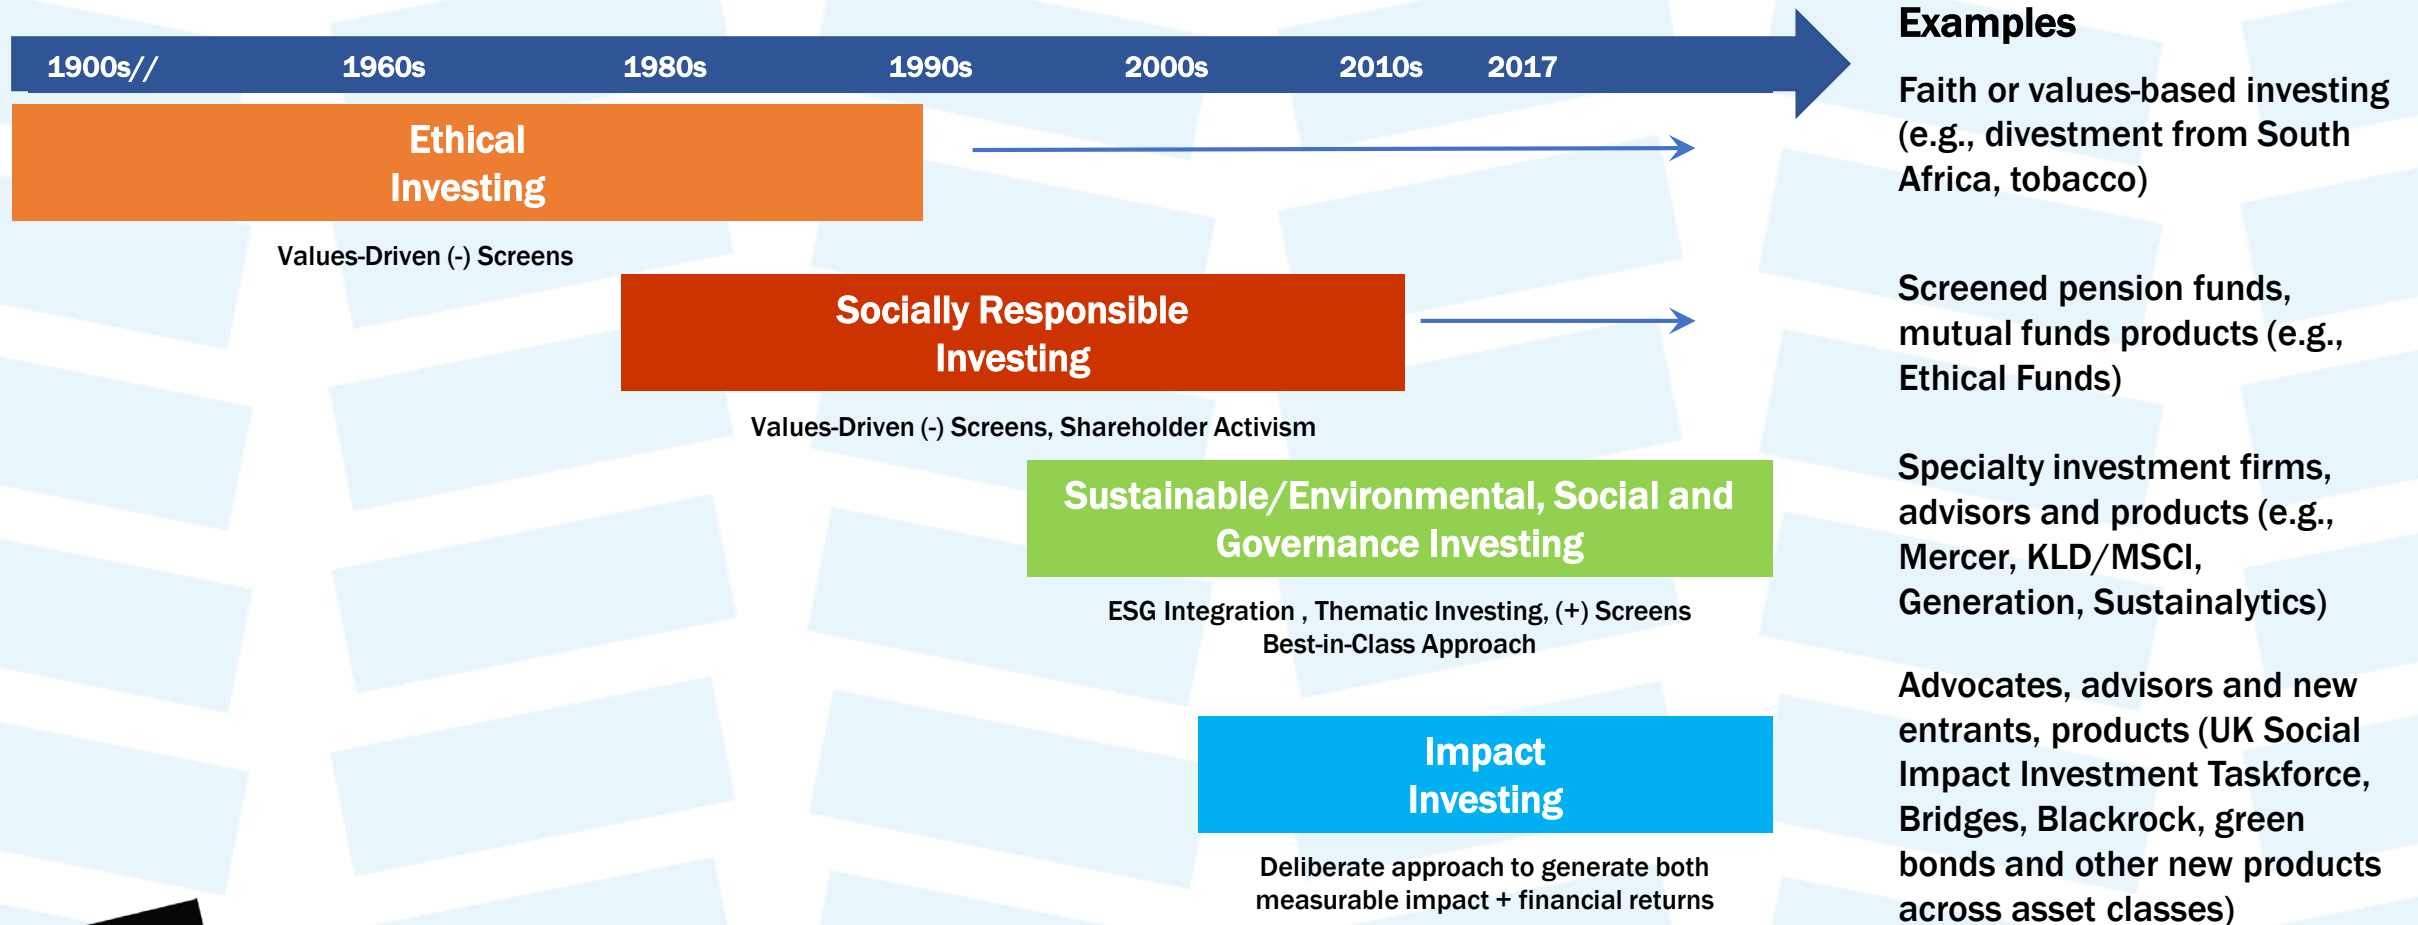 1900s// 1960s 1980s 1990s 2000s 2010s 2017
Ethical
Investing
Values-Driven (-) Screens
Socially Responsible
Investing
Values-Driven (-) Screens, Shareholder Activism
Sustainable/Environmental, Social and
Governance Investing
ESG Integration , Thematic Investing, (+) Screens
Best-in-Class Approach
Impact
Investing
Deliberate approach to generate both
measurable impact + financial returns
Examples
Faith or values-based investing
(e.g., divestment from South
Africa, tobacco)
Screened pension funds,
mutual funds products (e.g.,
Ethical Funds)
Specialty investment firms,
advisors and products (e.g.,
Mercer, KLD/MSCI,
Generation, Sustainalytics)
Advocates, advisors and new
entrants, products (UK Social
Impact Investment Taskforce,
Bridges, Blackrock, green
bonds and other new products
across asset classes)